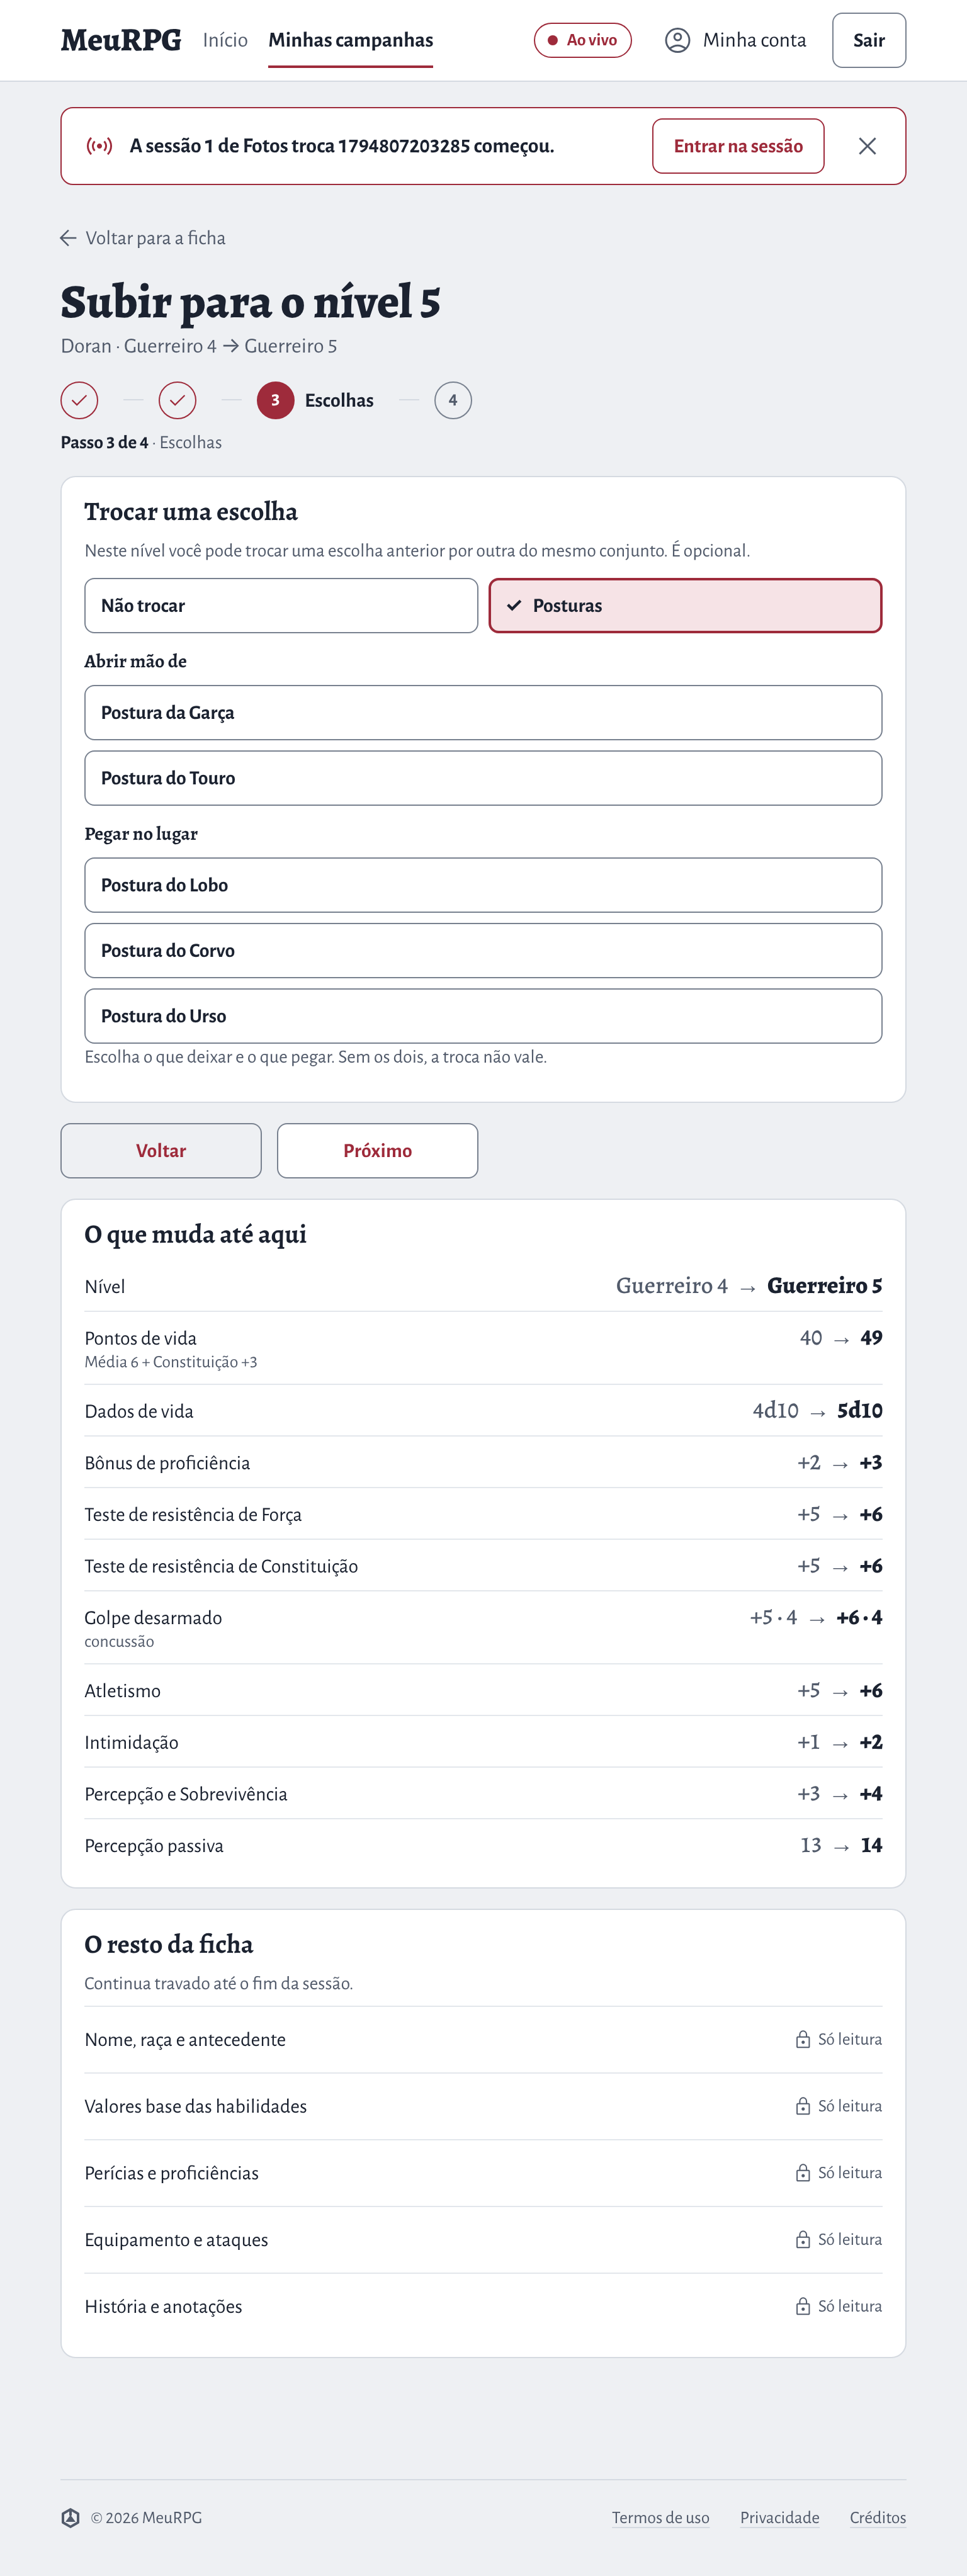 MeuRPG Início Minhas campanhas Ao vivo Minha conta Sair
A sessão 1 de Fotos troca 1794807203285 começou. Entrar na sessão
← Voltar para a ficha
Subir para o nível 5
Doran · Guerreiro 4 → Guerreiro 5
3 Escolhas 4
Passo 3 de 4 · Escolhas
Trocar uma escolha
Neste nível você pode trocar uma escolha anterior por outra do mesmo conjunto. É opcional.
Não trocar Posturas
Abrir mão de
Postura da Garça
Postura do Touro
Pegar no lugar
Postura do Lobo
Postura do Corvo
Postura do Urso
Escolha o que deixar e o que pegar. Sem os dois, a troca não vale.
Voltar Próximo
O que muda até aqui
Nível Guerreiro 4 → Guerreiro 5
Pontos de vida 40 → 49
Média 6 + Constituição +3
Dados de vida 4d10 → 5d10
Bônus de proficiência +2 → +3
Teste de resistência de Força +5 → +6
Teste de resistência de Constituição +5 → +6
Golpe desarmado +5 · 4 → +6 · 4
concussão
Atletismo +5 → +6
Intimidação +1 → +2
Percepção e Sobrevivência +3 → +4
Percepção passiva 13 → 14
O resto da ficha
Continua travado até o fim da sessão.
Nome, raça e antecedente Só leitura
Valores base das habilidades Só leitura
Perícias e proficiências Só leitura
Equipamento e ataques Só leitura
História e anotações Só leitura
© 2026 MeuRPG Termos de uso Privacidade Créditos